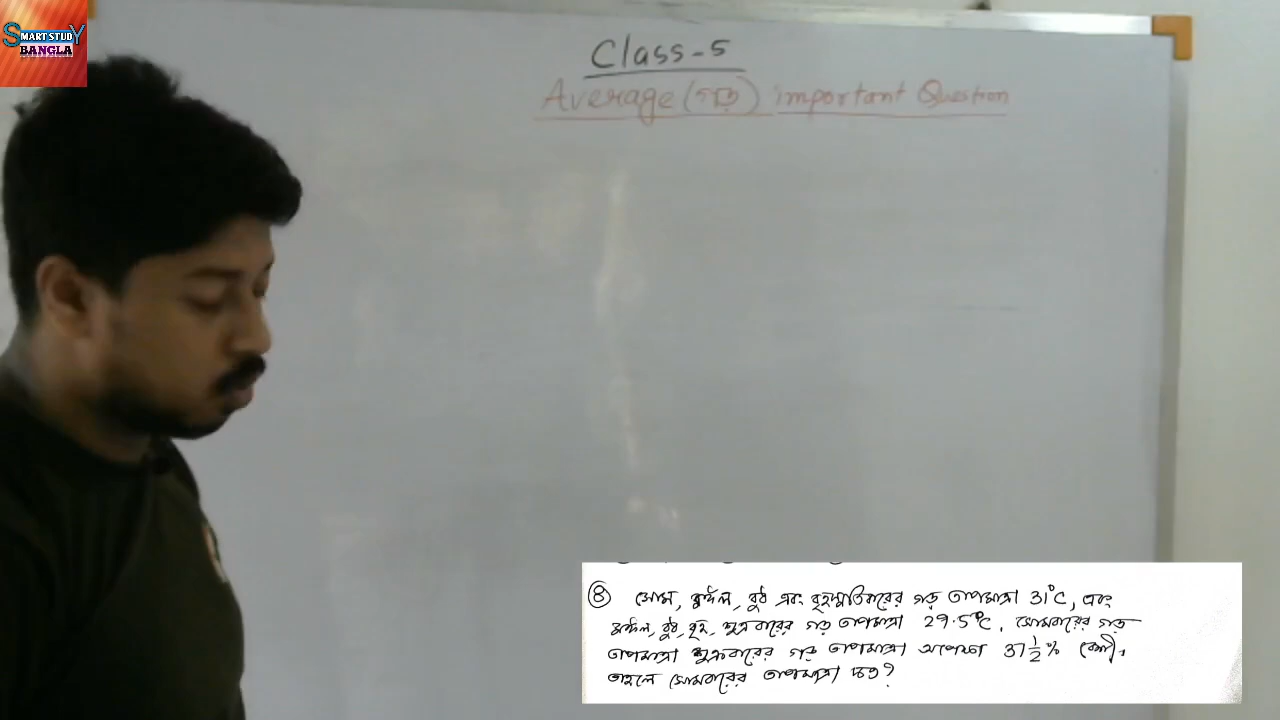 SMART STUDY
BANGLA
Class-5
Average (গড়) important Question
৪ সোম, মঙ্গল, বুধ এবং বৃহস্পতিবারের গড় তাপমাত্রা 31°C, এবং
মঙ্গল, বুধ, বৃহ, শুক্রবারের গড় তাপমাত্রা 29.5°C, সোমবারের গড়
তাপমাত্রা শুক্রবারের গড় তাপমাত্রা অপেক্ষা 37 1/2 % বেশী,
তাহলে সোমবারের তাপমাত্রা কত?